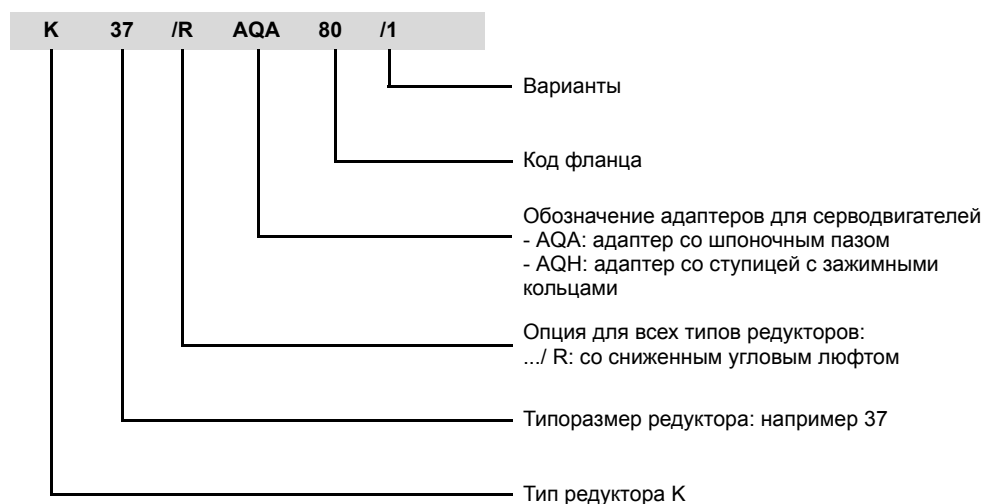 K 37 /R AQA 80 /1
Варианты
Код фланца
Обозначение адаптеров для серводвигателей
- AQA: адаптер со шпоночным пазом
- AQH: адаптер со ступицей с зажимными
кольцами
Опция для всех типов редукторов:
.../ R: со сниженным угловым люфтом
Типоразмер редуктора: например 37
Тип редуктора K